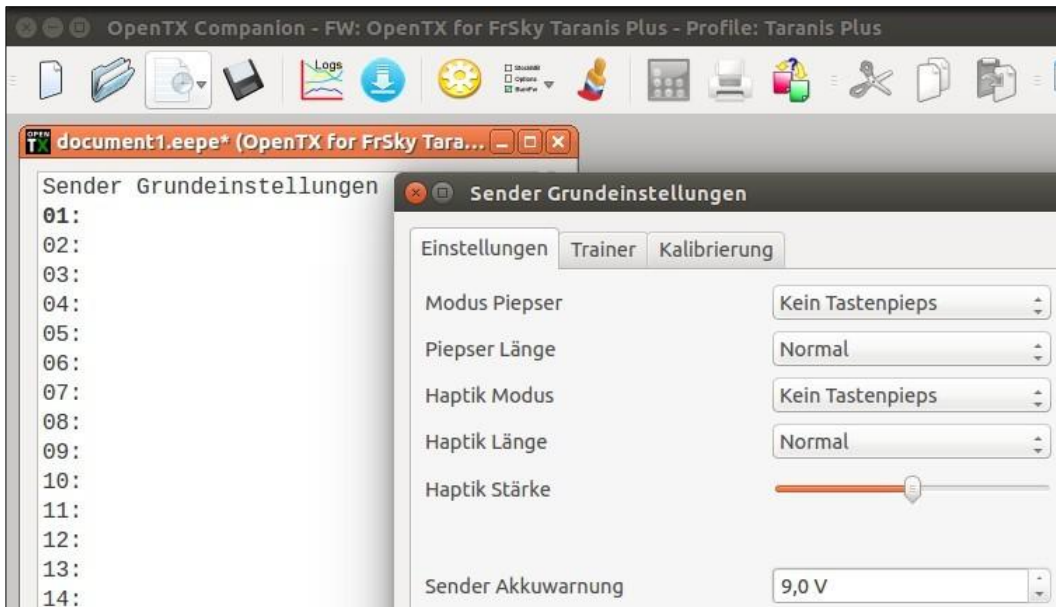 OpenTX Companion - FW: OpenTX for FrSky Taranis Plus - Profile: Taranis Plus
Logs
document1.eepe* (OpenTX for FrSky Tara...
Sender Grundeinstellungen
01:
02:
03:
04:
05:
06:
07:
08:
09:
10:
11:
12:
13:
14:
Sender Grundeinstellungen
Einstellungen Trainer Kalibrierung
Modus Piepser Kein Tastenpieps
Piepser Länge Normal
Haptik Modus Kein Tastenpieps
Haptik Länge Normal
Haptik Stärke
Sender Akkuwarnung 9,0 V